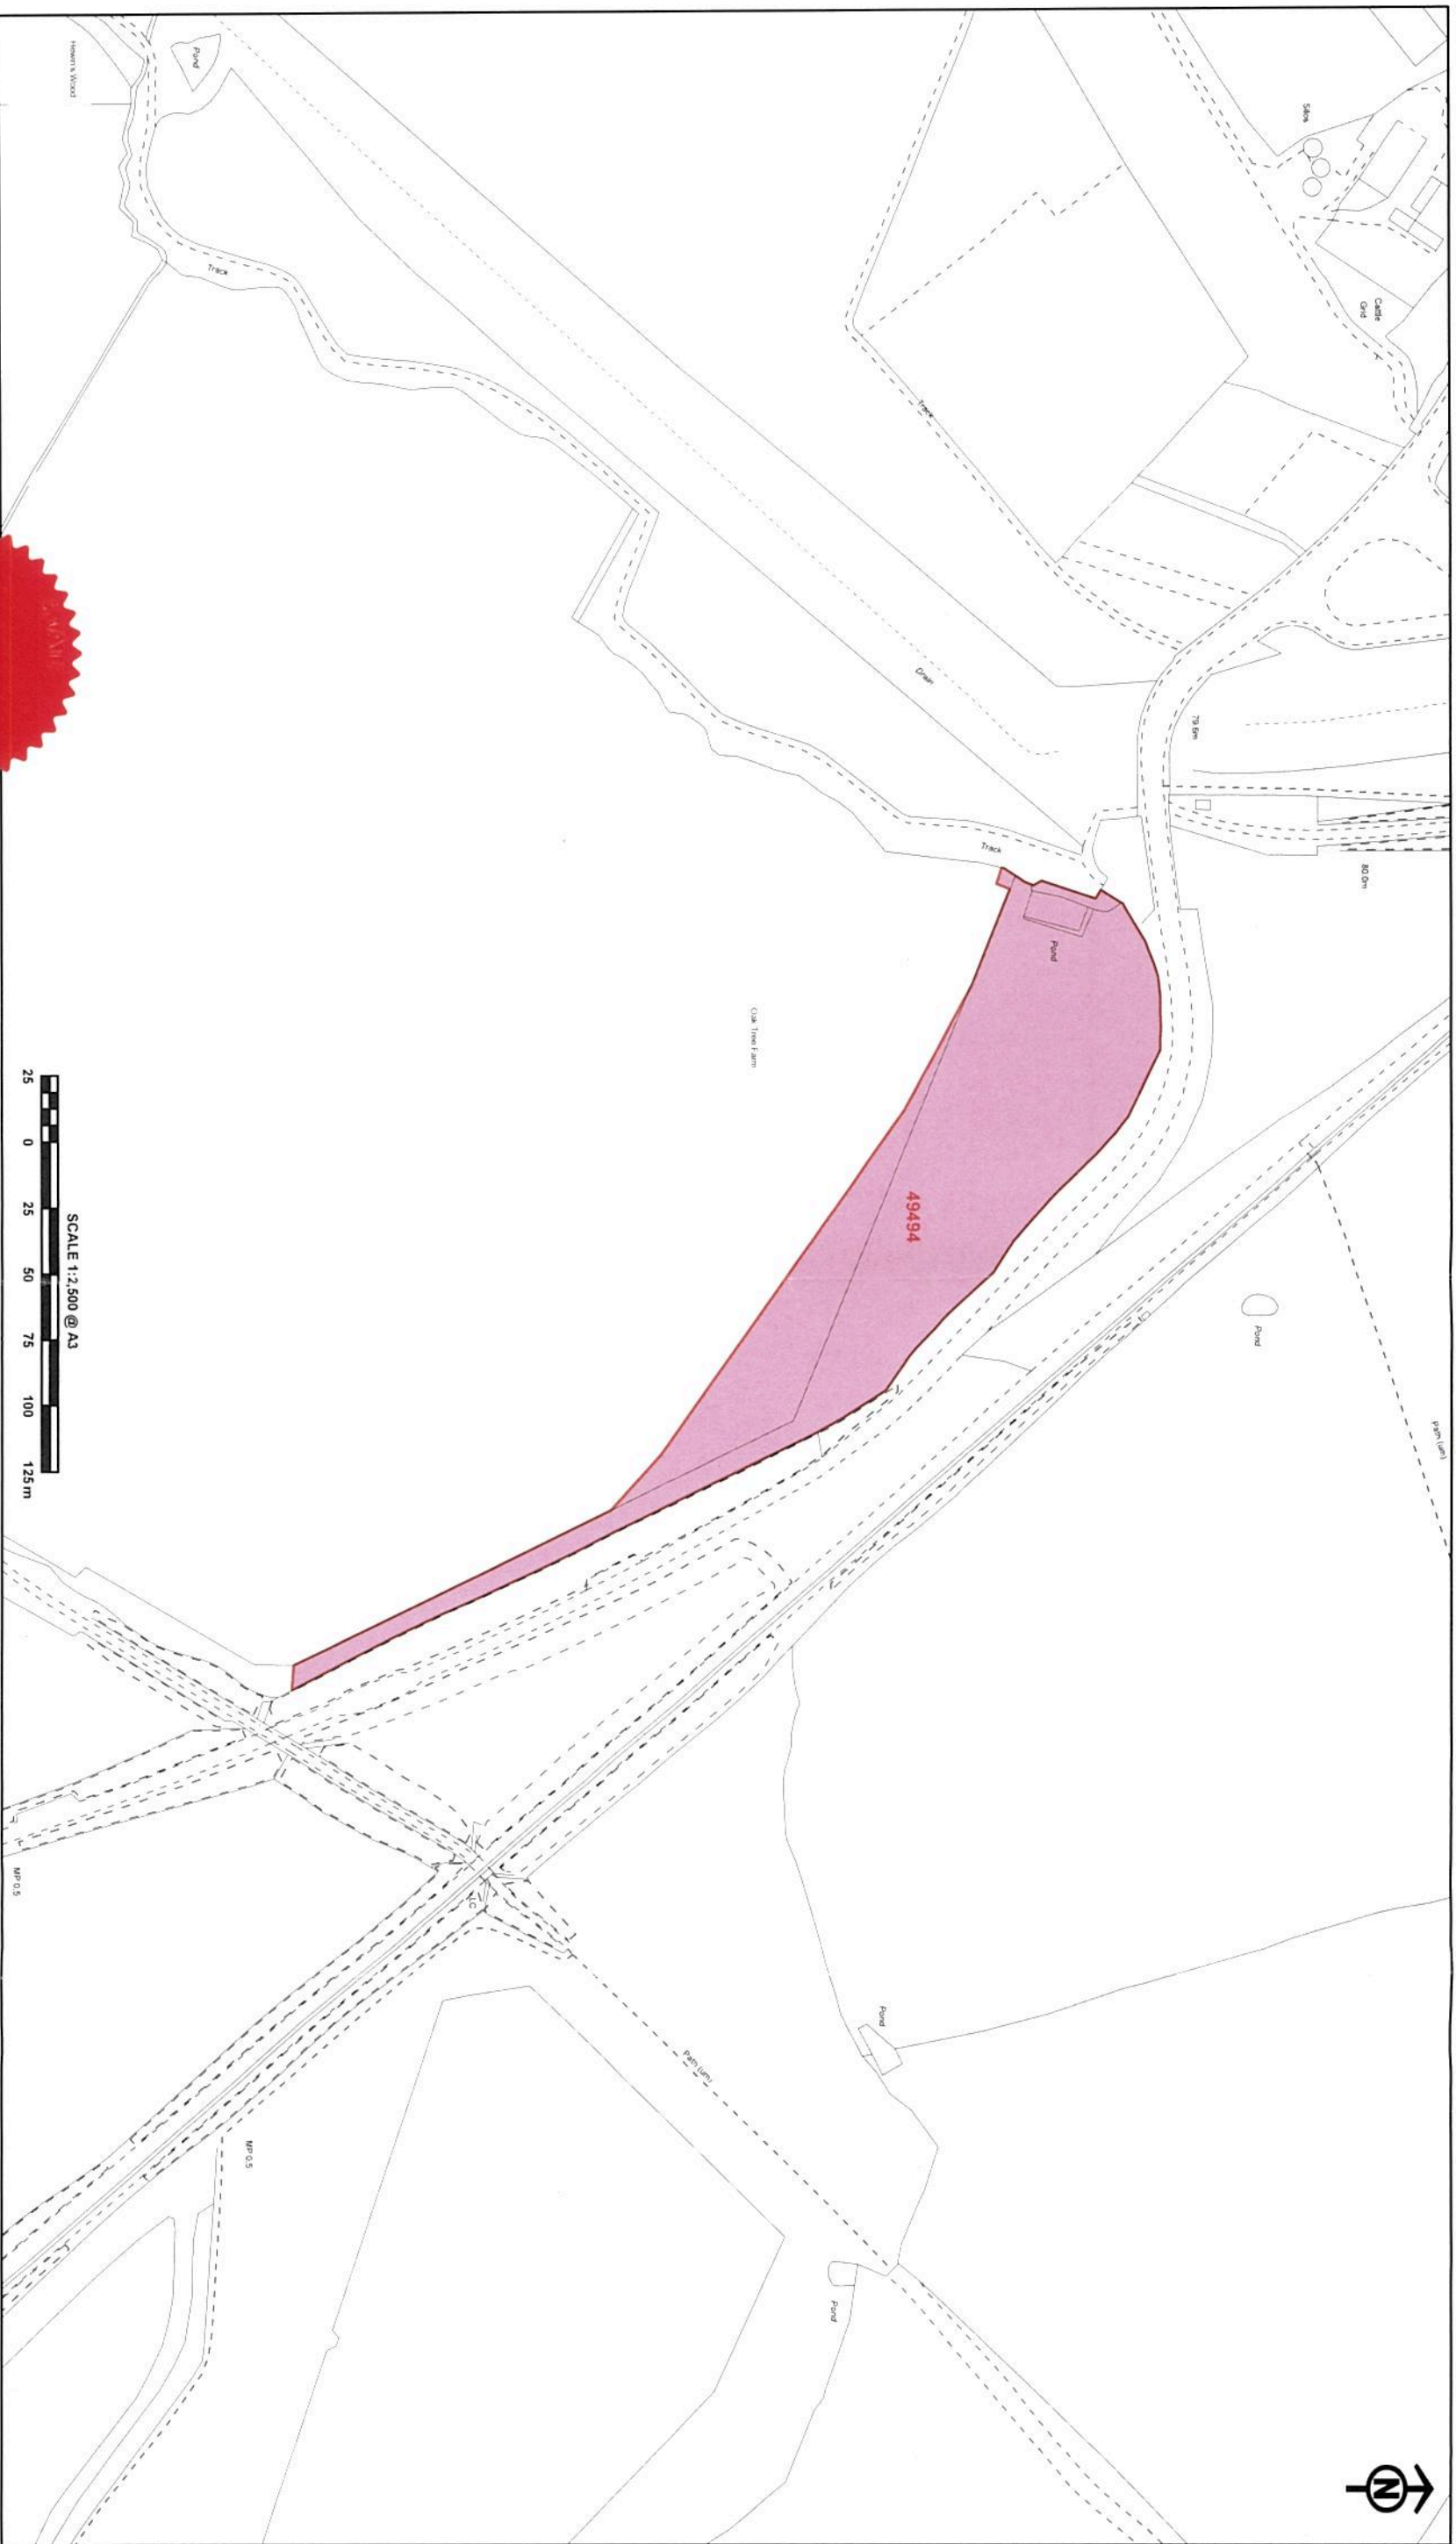 Silos
Cattle
Grid
Pond
Hewin's Wood
Track
Track
Drain
79.6m
80.0m
Track
Pond
Oak Tree Farm
49494
Pond
Path (um)
SCALE 1:2,500 @ A3
25 0 25 50 75 100 125m
LC
MP 0.5
Pond
Path (um)
MP 0.5
Pond
N